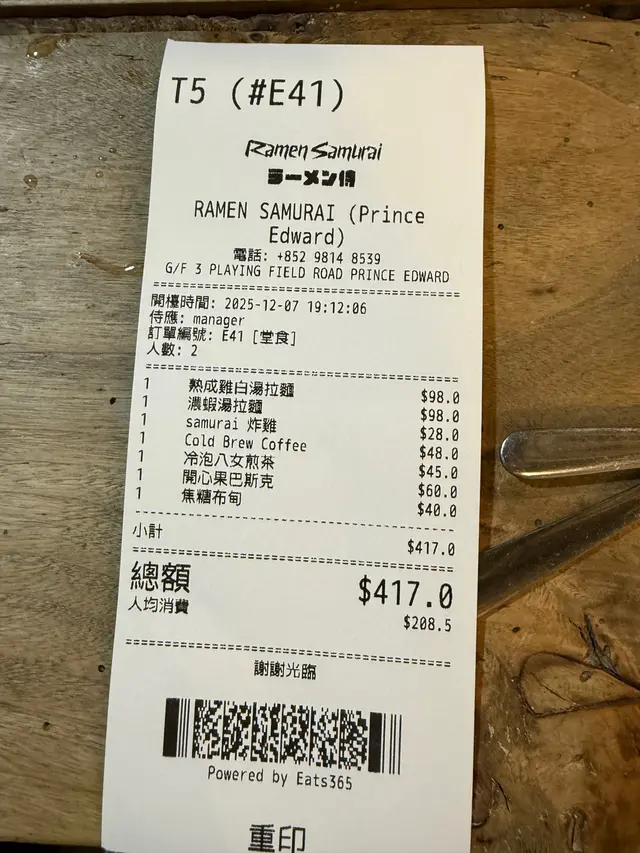 T5 (#E41)
Ramen Samurai
ラーメン侍
RAMEN SAMURAI (Prince
Edward)
電話: +852 9814 8539
G/F 3 PLAYING FIELD ROAD PRINCE EDWARD
開檯時間: 2025-12-07 19:12:06
侍應: manager
訂單編號: E41 [堂食]
人數: 2
1 熟成雞白湯拉麵 $98.0
1 濃蝦湯拉麵 $98.0
1 samurai 炸雞 $28.0
1 Cold Brew Coffee $48.0
1 冷泡八女煎茶 $45.0
1 開心果巴斯克 $60.0
1 焦糖布甸 $40.0
小計 $417.0
總額 $417.0
人均消費 $208.5
謝謝光臨
Powered by Eats365
重印